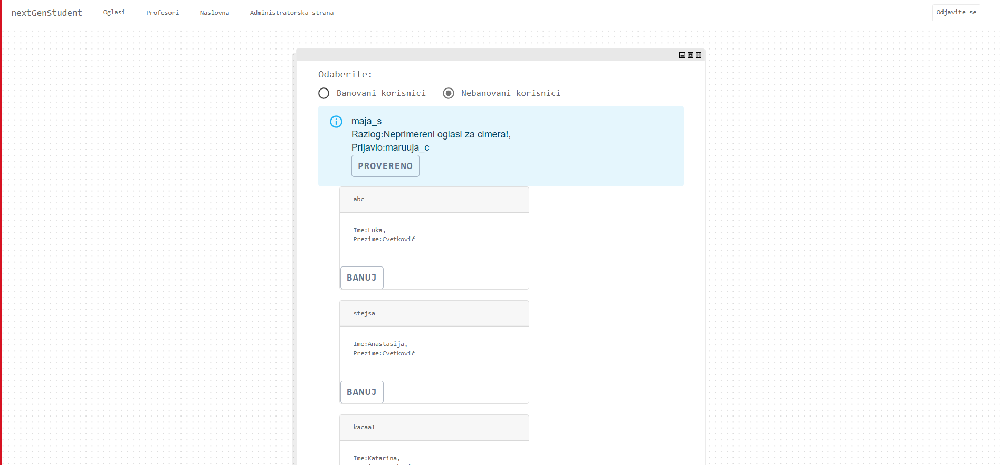 nextGenStudent Oglasi Profesori Naslovna Administratorska strana Odjavite se
Odaberite:
Banovani korisnici Nebanovani korisnici
maja_s
Razlog:Neprimereni oglasi za cimera!,
Prijavio:maruuja_c
PROVERENO
abc
Ime:Luka,
Prezime:Cvetković
BANUJ
stejsa
Ime:Anastasija,
Prezime:Cvetković
BANUJ
kacaa1
Ime:Katarina,